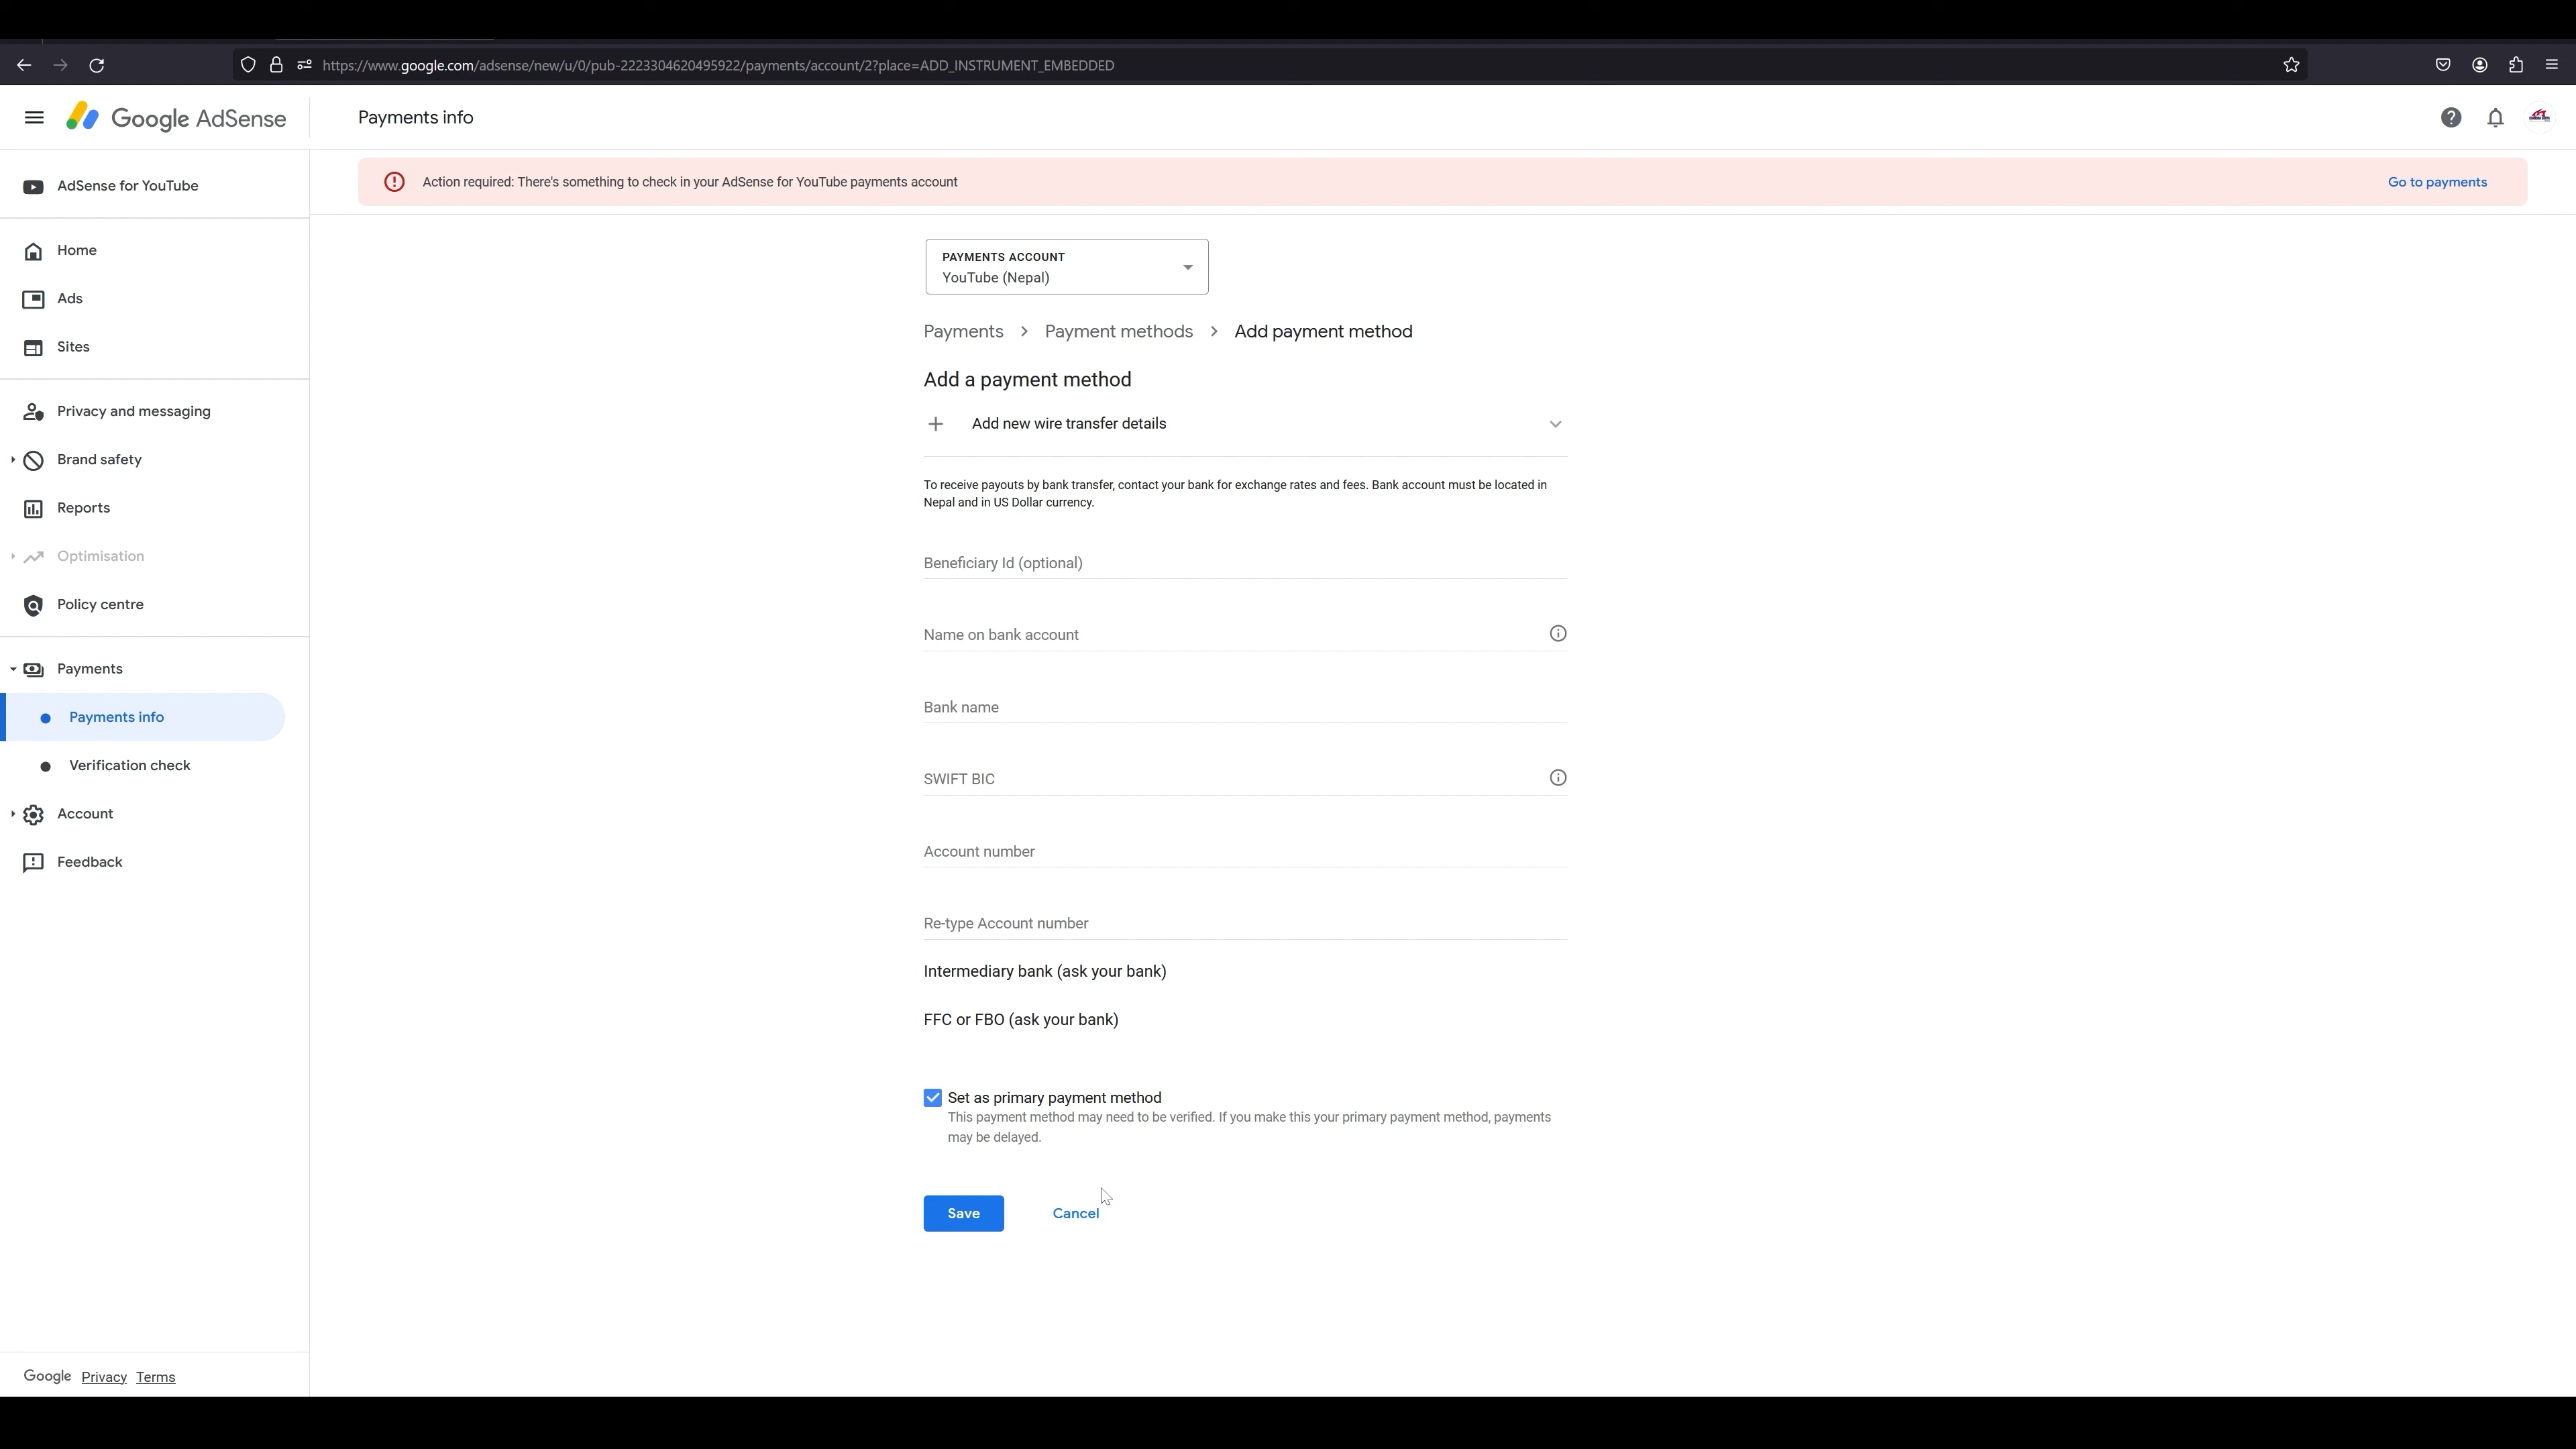 https://www.google.com/adsense/new/u/0/pub-2223304620495922/payments/account/2?place=ADD_INSTRUMENT_EMBEDDED
Google AdSense
Payments info
AdSense for YouTube
Action required: There's something to check in your AdSense for YouTube payments account
Go to payments
Home
Ads
Sites
Privacy and messaging
Brand safety
Reports
Optimisation
Policy centre
Payments
Payments info
Verification check
Account
Feedback
PAYMENTS ACCOUNT
YouTube (Nepal)
Payments > Payment methods > Add payment method
Add a payment method
Add new wire transfer details
To receive payouts by bank transfer, contact your bank for exchange rates and fees. Bank account must be located in
Nepal and in US Dollar currency.
Beneficiary Id (optional)
Name on bank account
Bank name
SWIFT BIC
Account number
Re-type Account number
Intermediary bank (ask your bank)
FFC or FBO (ask your bank)
Set as primary payment method
This payment method may need to be verified. If you make this your primary payment method, payments
may be delayed.
Save
Cancel
Google Privacy Terms